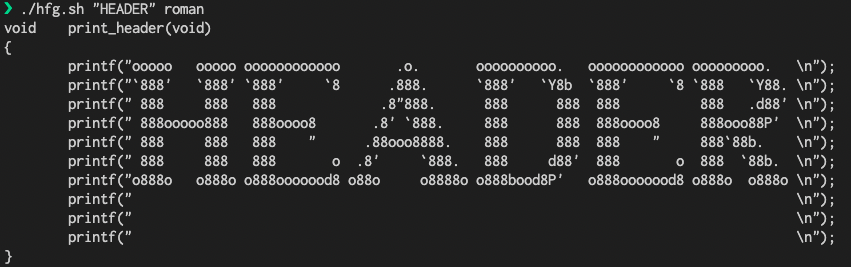 ❯ ./hfg.sh "HEADER" roman
void    print_header(void)
{
        printf("ooooo   ooooo oooooooooooo       .o.       oooooooooo.   oooooooooooo ooooooooo.   \n");
        printf("`888'   `888' `888'     `8      .888.      `888'   `Y8b  `888'     `8 `888   `Y88. \n");
        printf(" 888     888   888             .8"888.      888      888  888          888   .d88' \n");
        printf(" 888ooooo888   888oooo8       .8' `888.     888      888  888oooo8     888ooo88P'  \n");
        printf(" 888     888   888    "      .88ooo8888.    888      888  888    "     888`88b.    \n");
        printf(" 888     888   888       o  .8'     `888.   888     d88'  888       o  888  `88b.  \n");
        printf("o888o   o888o o888ooooood8 o88o     o8888o o888bood8P'   o888ooooood8 o888o  o888o \n");
        printf("                                                                                   \n");
        printf("                                                                                   \n");
        printf("                                                                                   \n");
}